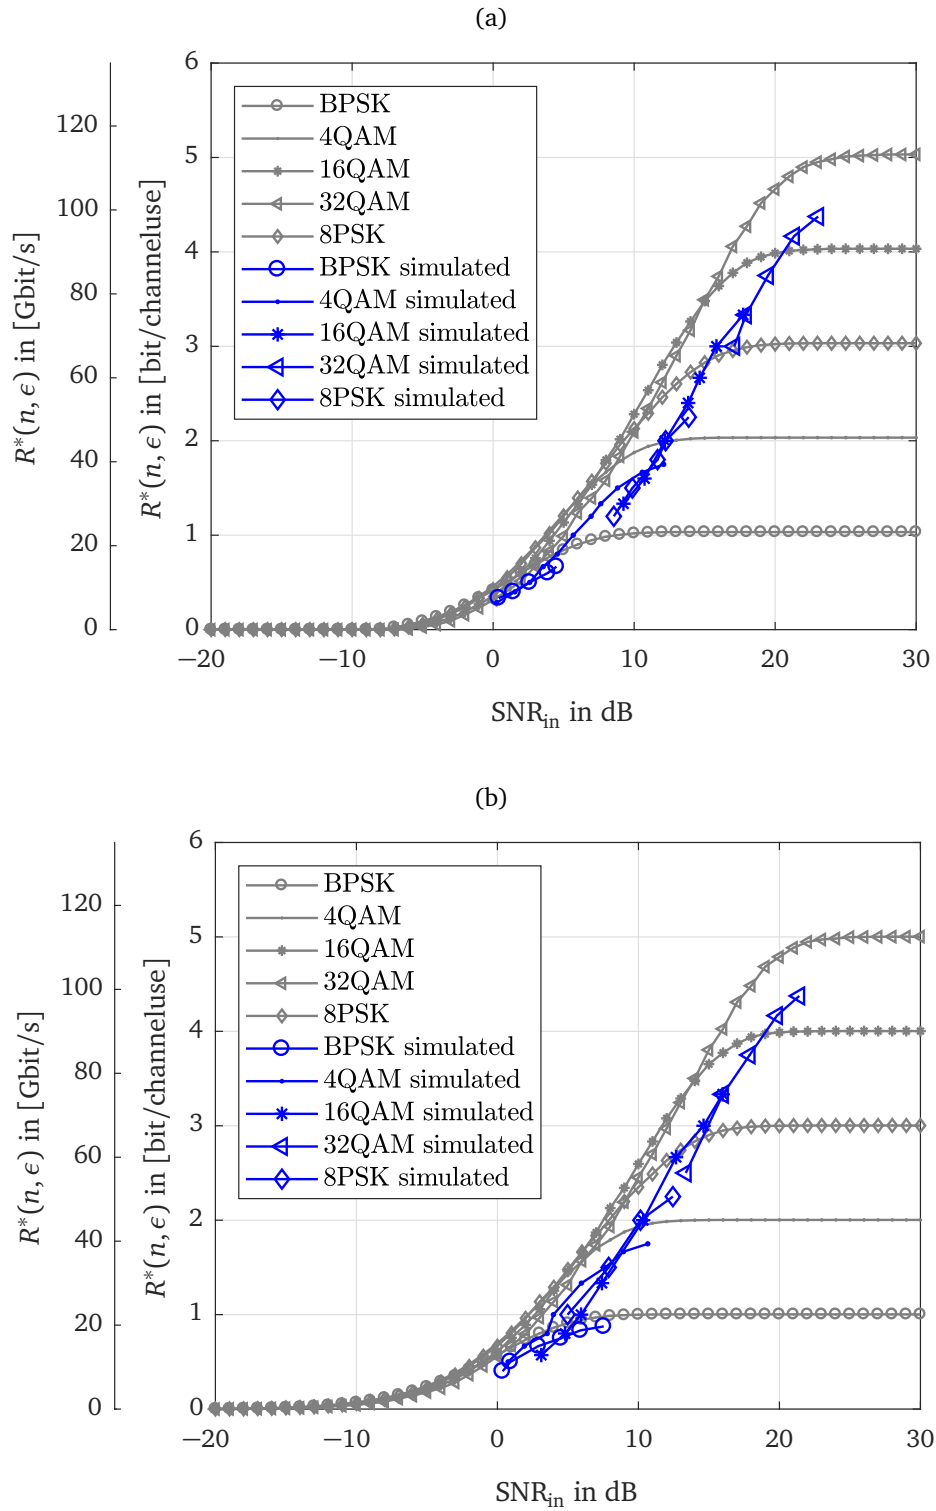 (a)
R*(n, ϵ) in [Gbit/s]
0
20
40
60
80
100
120
R*(n, ϵ) in [bit/channeluse]
0
1
2
3
4
5
6
BPSK
4QAM
16QAM
32QAM
8PSK
BPSK simulated
4QAM simulated
16QAM simulated
32QAM simulated
8PSK simulated
−20 −10 0 10 20 30
SNRin in dB
(b)
R*(n, ϵ) in [Gbit/s]
0
20
40
60
80
100
120
R*(n, ϵ) in [bit/channeluse]
0
1
2
3
4
5
6
BPSK
4QAM
16QAM
32QAM
8PSK
BPSK simulated
4QAM simulated
16QAM simulated
32QAM simulated
8PSK simulated
−20 −10 0 10 20 30
SNRin in dB